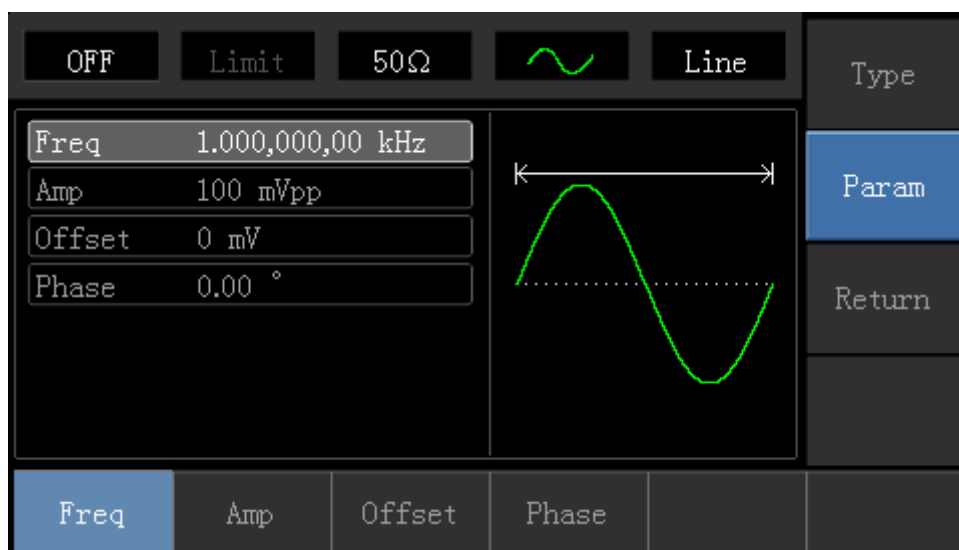 OFF Limit 50Ω Line
Type
Freq 1.000,000,00 kHz
Amp 100 mVpp
Param
Offset 0 mV
Phase 0.00 °
Return
Freq Amp Offset Phase